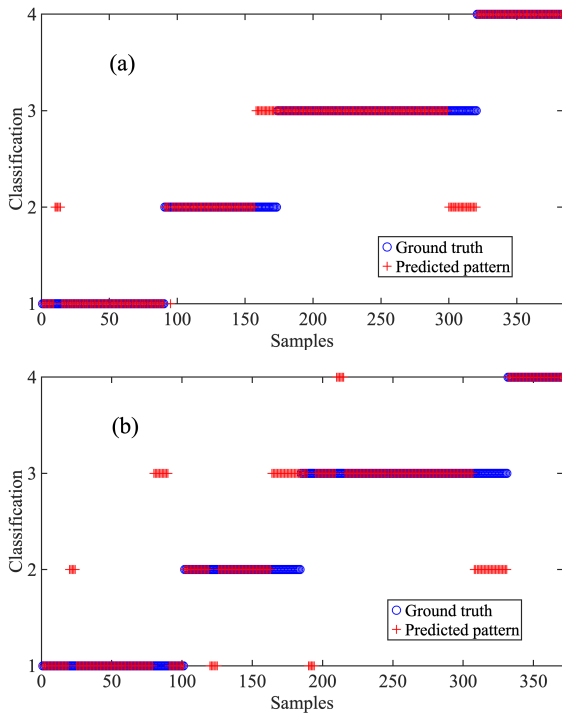 4
(a)
3
Classification
2
Ground truth
Predicted pattern
1
0 50 100 150 200 250 300 350
Samples
4
(b)
3
Classification
2
Ground truth
Predicted pattern
1
0 50 100 150 200 250 300 350
Samples